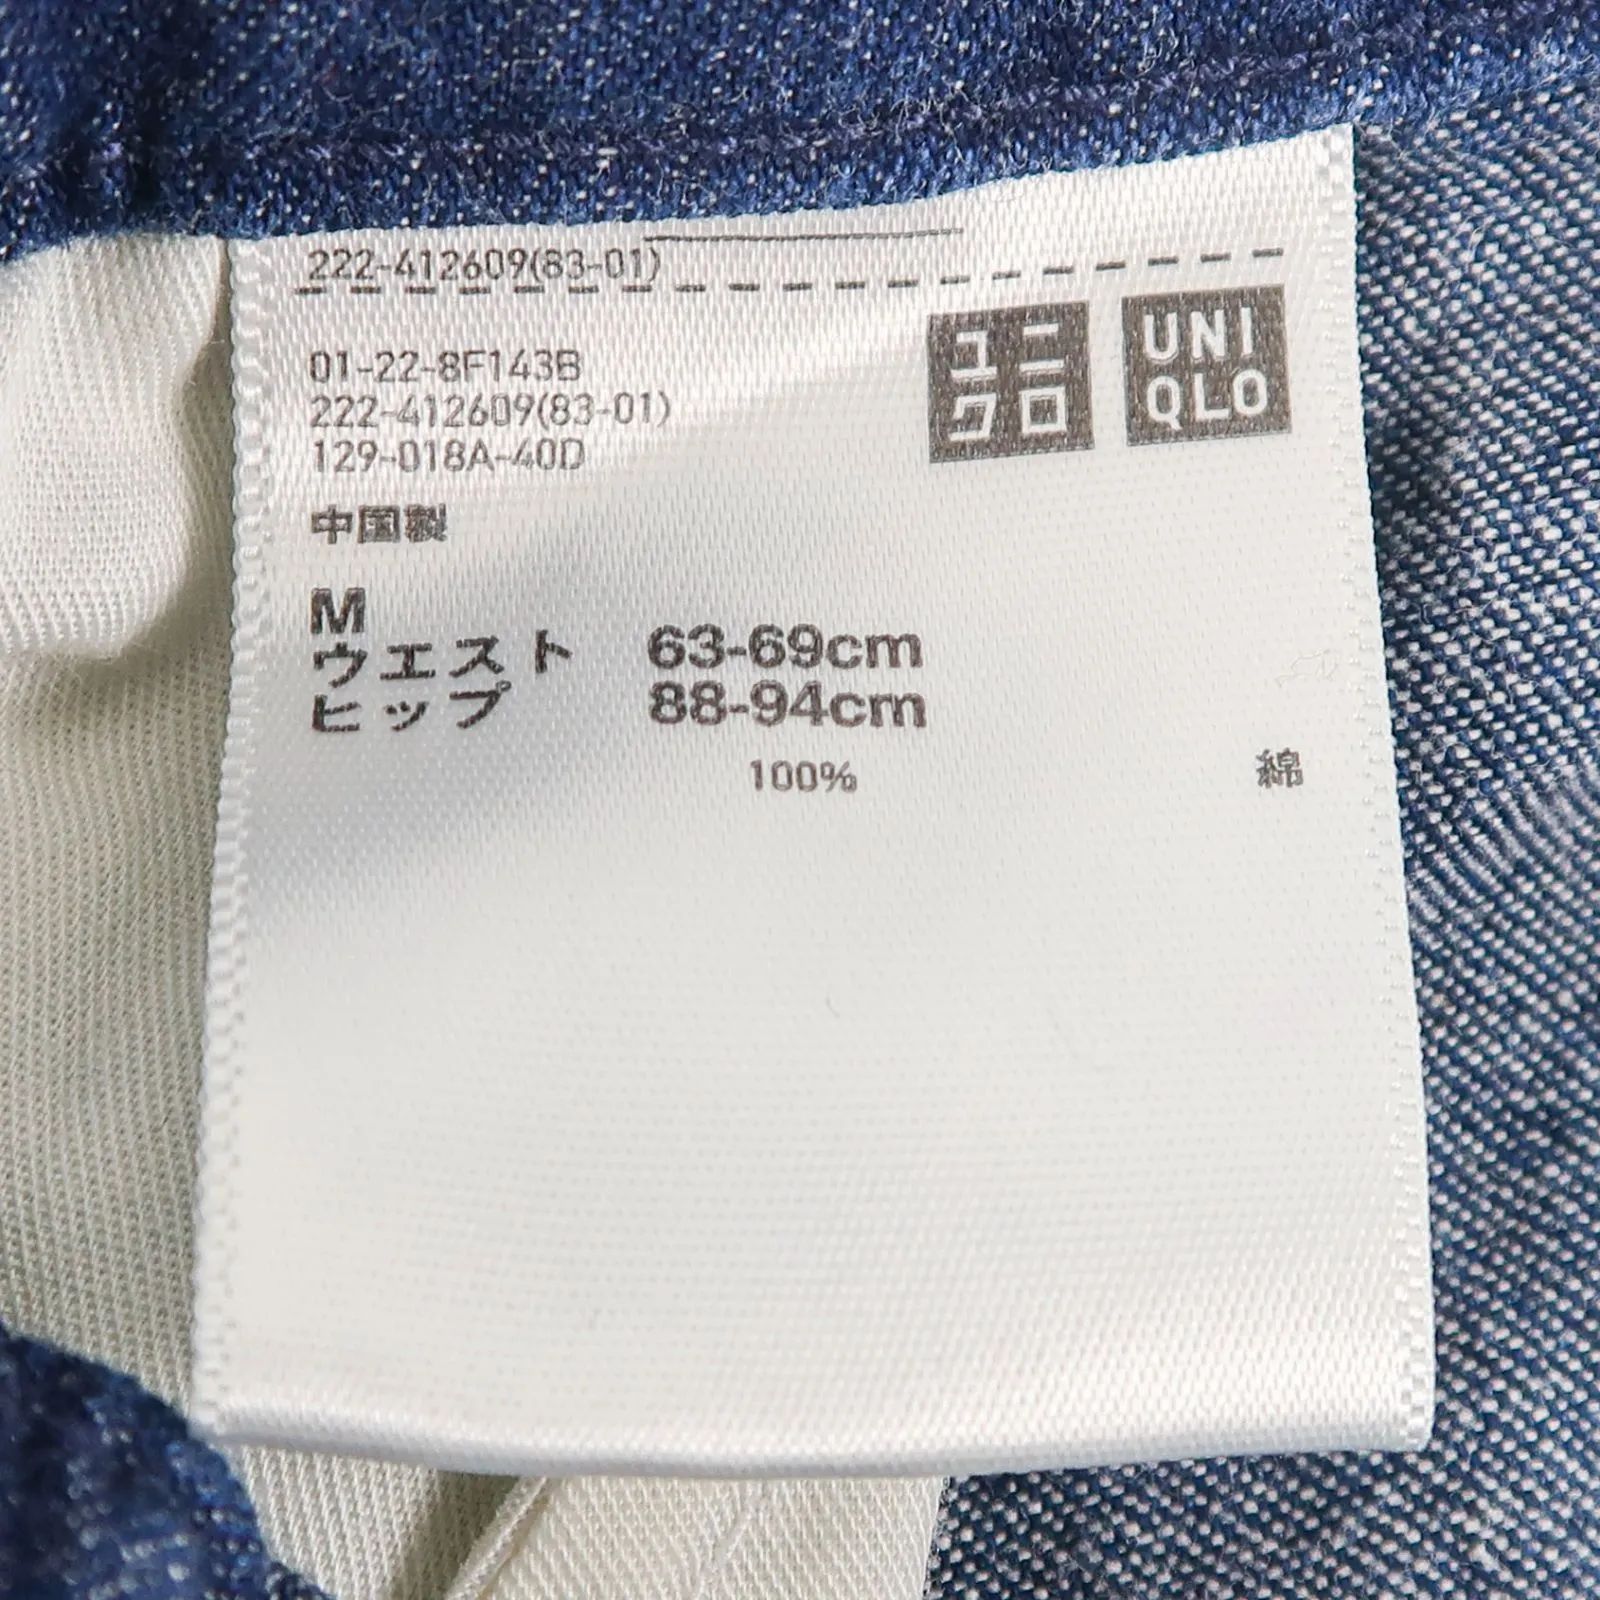 222-412609(83-01)
ユニ
クロ
UNI
QLO
01-22-8F143B
222-412609(83-01)
129-018A-40D
中国製
M
ウエスト 63-69cm
ヒップ 88-94cm
100% 綿